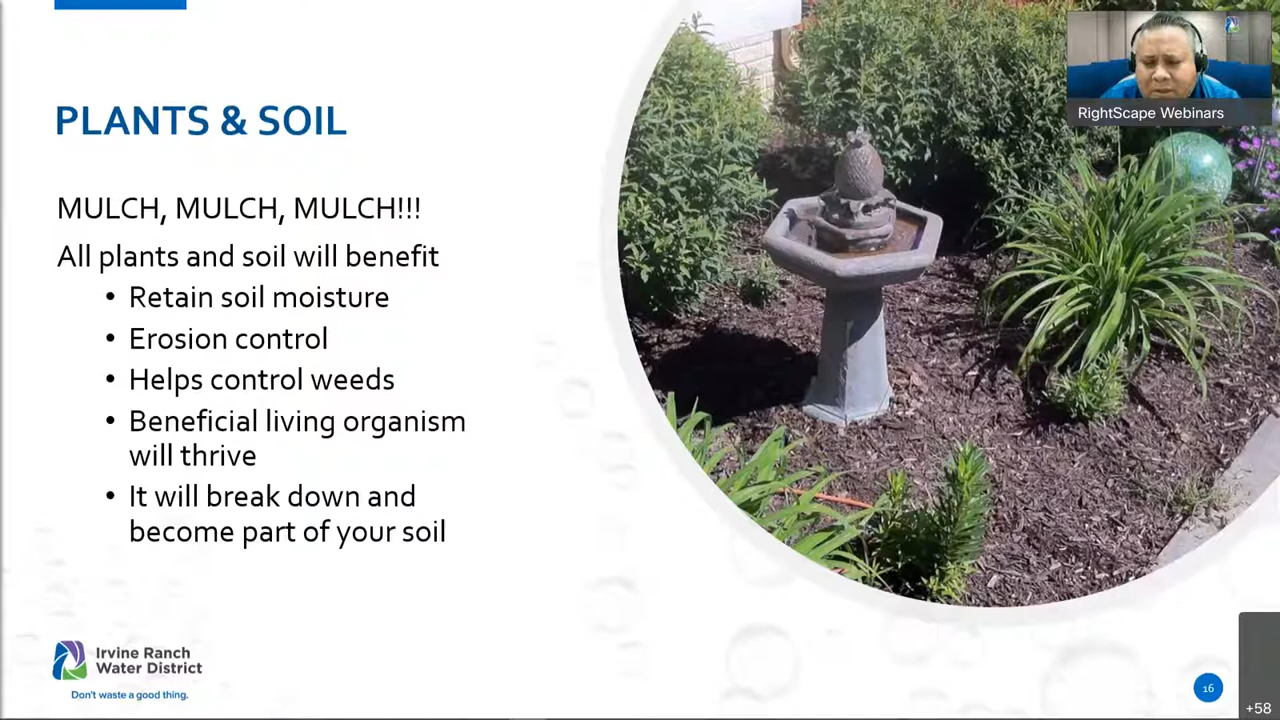 PLANTS & SOIL
MULCH, MULCH, MULCH!!!
All plants and soil will benefit
• Retain soil moisture
• Erosion control
• Helps control weeds
• Beneficial living organism
will thrive
• It will break down and
become part of your soil
Irvine Ranch
Water District
Don't waste a good thing.
RightScape Webinars
16
+58